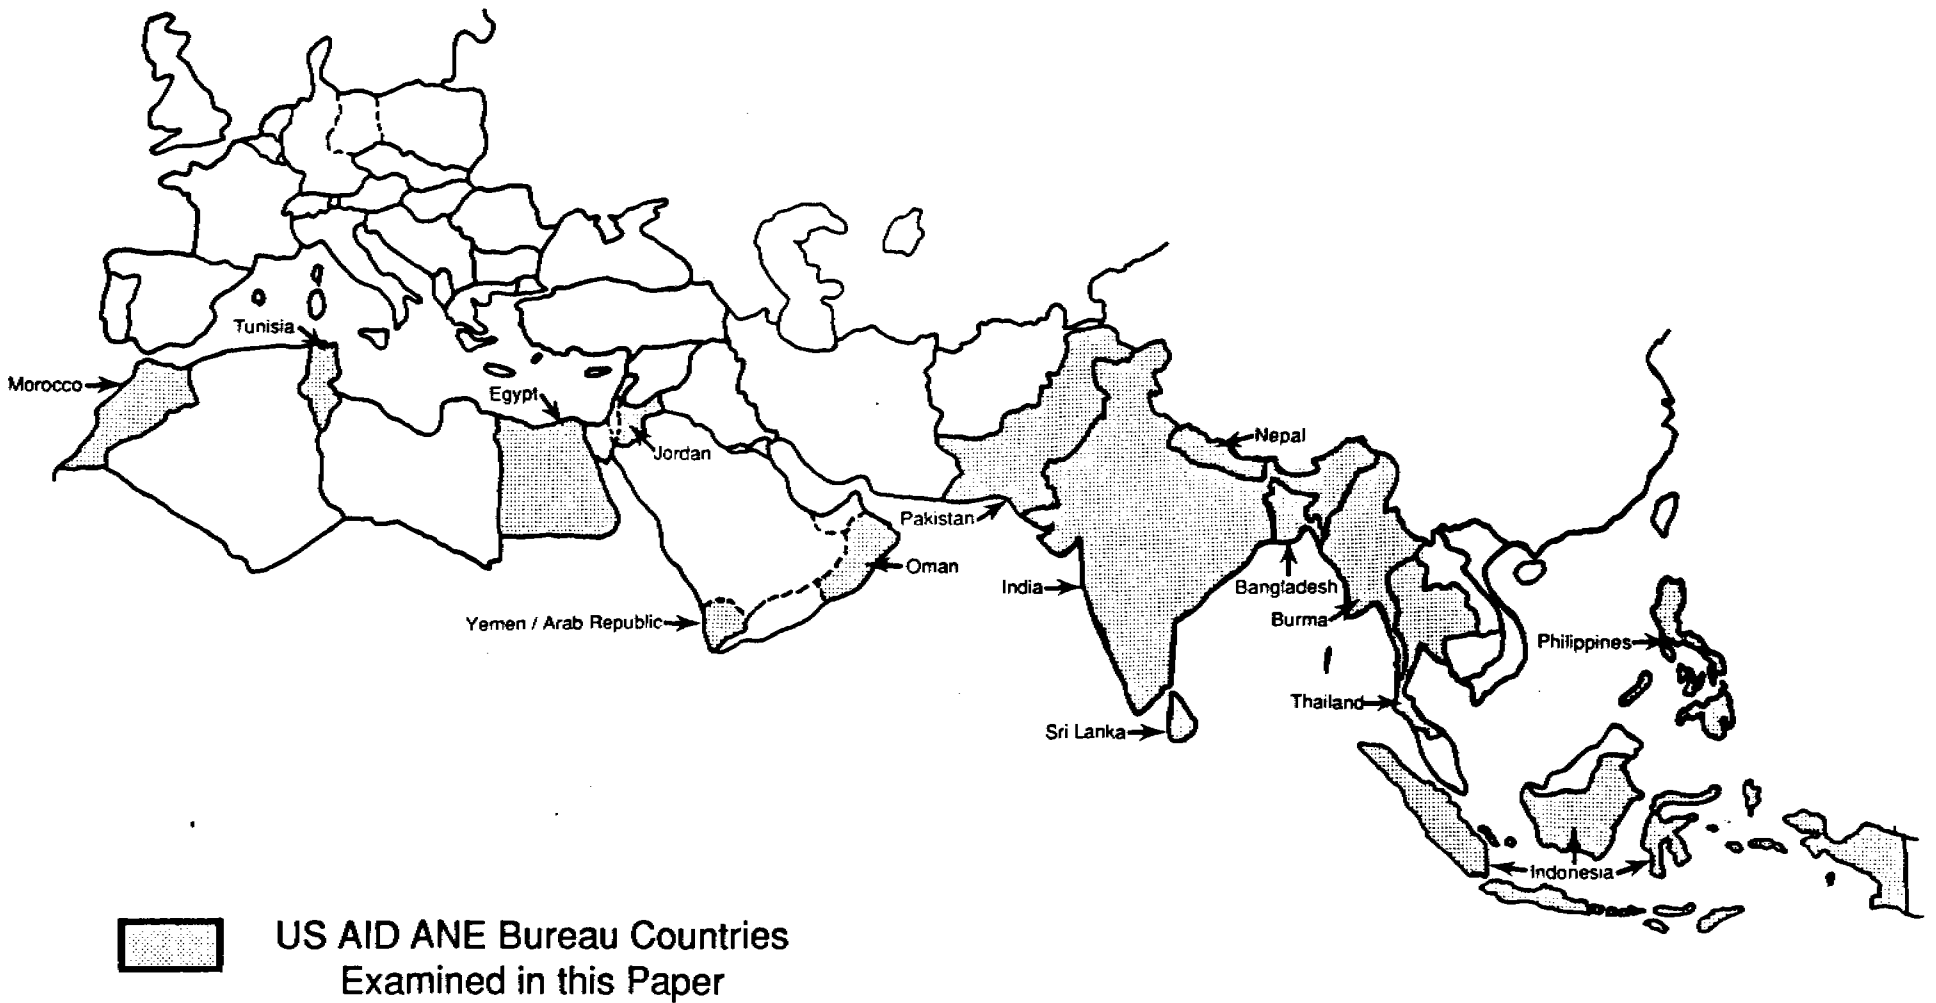 Tunisia
Morocco
Egypt
Jordan
Nepal
Pakistan
Oman
India
Bangladesh
Yemen / Arab Republic
Burma
Philippines
Thailand
Sri Lanka
Indonesia
US AID ANE Bureau Countries
Examined in this Paper